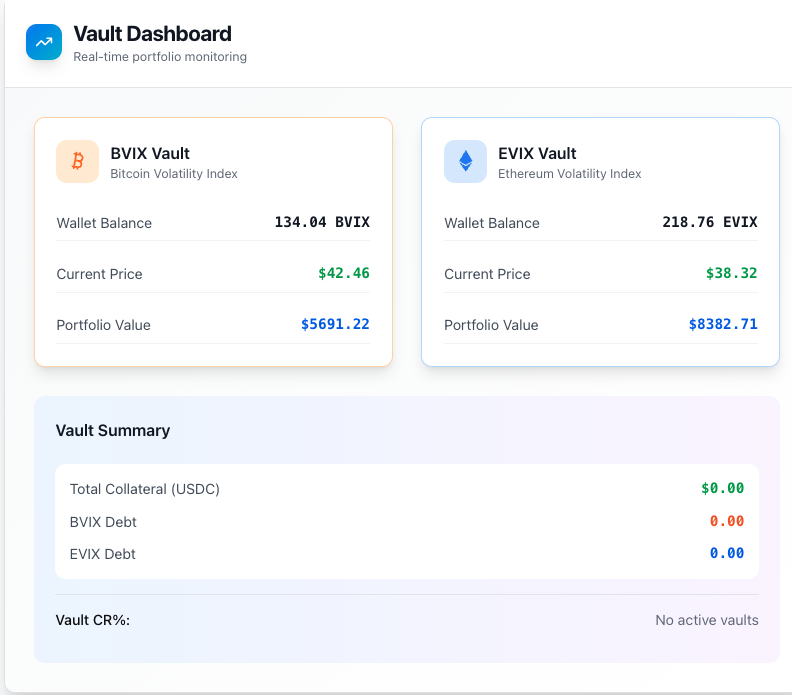 Vault Dashboard
Real-time portfolio monitoring
BVIX Vault
Bitcoin Volatility Index
Wallet Balance 134.04 BVIX
Current Price $42.46
Portfolio Value $5691.22
EVIX Vault
Ethereum Volatility Index
Wallet Balance 218.76 EVIX
Current Price $38.32
Portfolio Value $8382.71
Vault Summary
Total Collateral (USDC) $0.00
BVIX Debt 0.00
EVIX Debt 0.00
Vault CR%: No active vaults